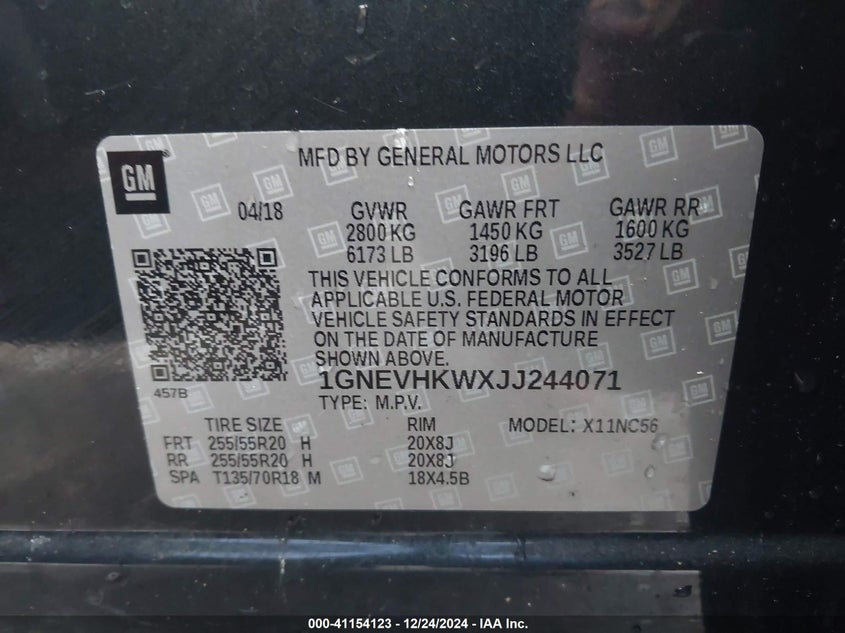 MFD BY GENERAL MOTORS LLC
GM
04/18 GVWR GAWR FRT GAWR RR
2800 KG 1450 KG 1600 KG
6173 LB 3196 LB 3527 LB
THIS VEHICLE CONFORMS TO ALL
APPLICABLE U.S. FEDERAL MOTOR
VEHICLE SAFETY STANDARDS IN EFFECT
ON THE DATE OF MANUFACTURE
SHOWN ABOVE.
1GNEVHKWXJJ244071
457B
TYPE: M.P.V.
TIRE SIZE RIM MODEL: X11NC56
FRT 255/55R20 H 20X8J
RR 255/55R20 H 20X8J
SPA T135/70R18 M 18X4.5B
000-41154123 - 12/24/2024 - IAA Inc.